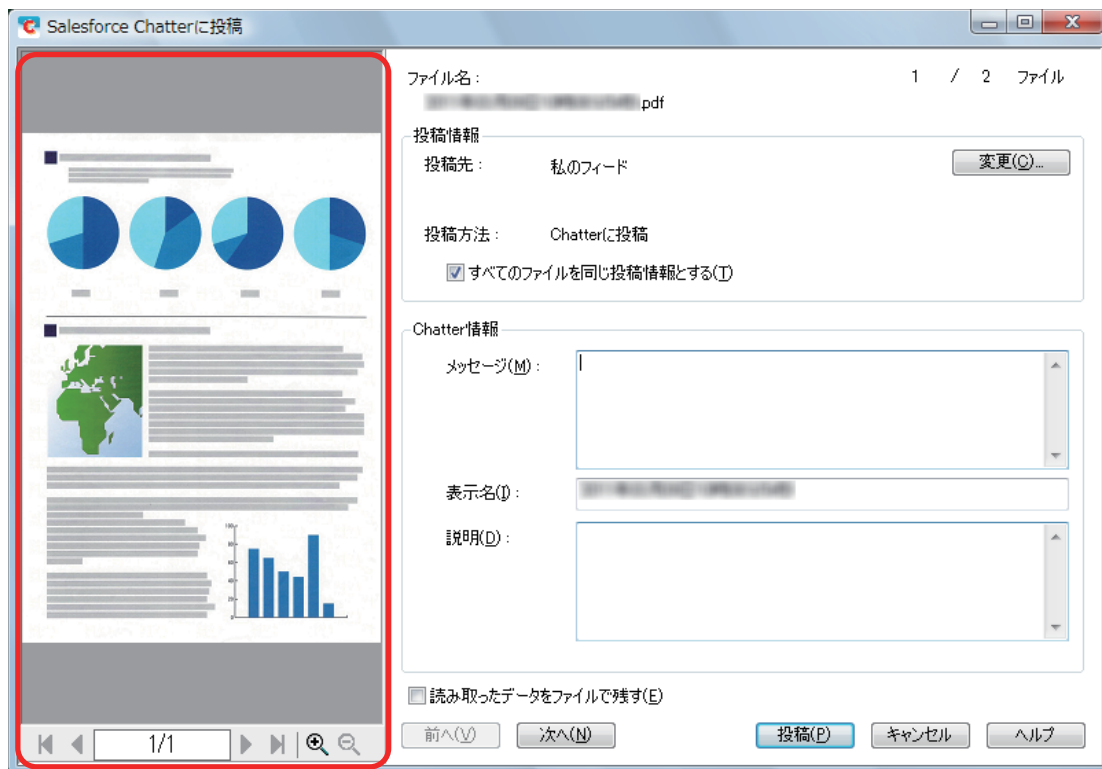 Salesforce Chatterに投稿
ファイル名：
1 / 2 ファイル
.pdf
投稿情報
投稿先： 私のフィード
変更(C)...
投稿方法： Chatterに投稿
すべてのファイルを同じ投稿情報とする(T)
Chatter情報
メッセージ(M)：
表示名(I)：
説明(D)：
読み取ったデータをファイルで残す(E)
1/1
前へ(V) 次へ(N) 投稿(P) キャンセル ヘルプ